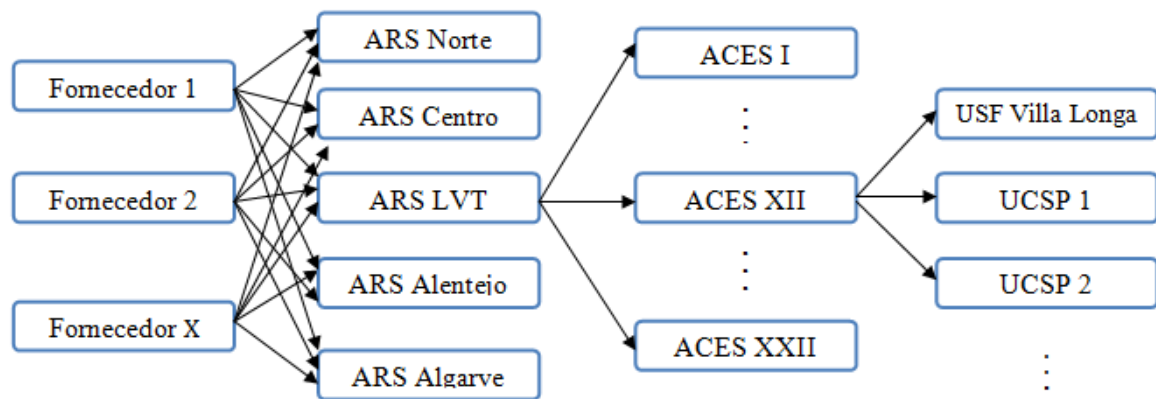 Fornecedor 1
Fornecedor 2
Fornecedor X
ARS Norte
ARS Centro
ARS LVT
ARS Alentejo
ARS Algarve
ACES I
ACES XII
ACES XXII
USF Villa Longa
UCSP 1
UCSP 2